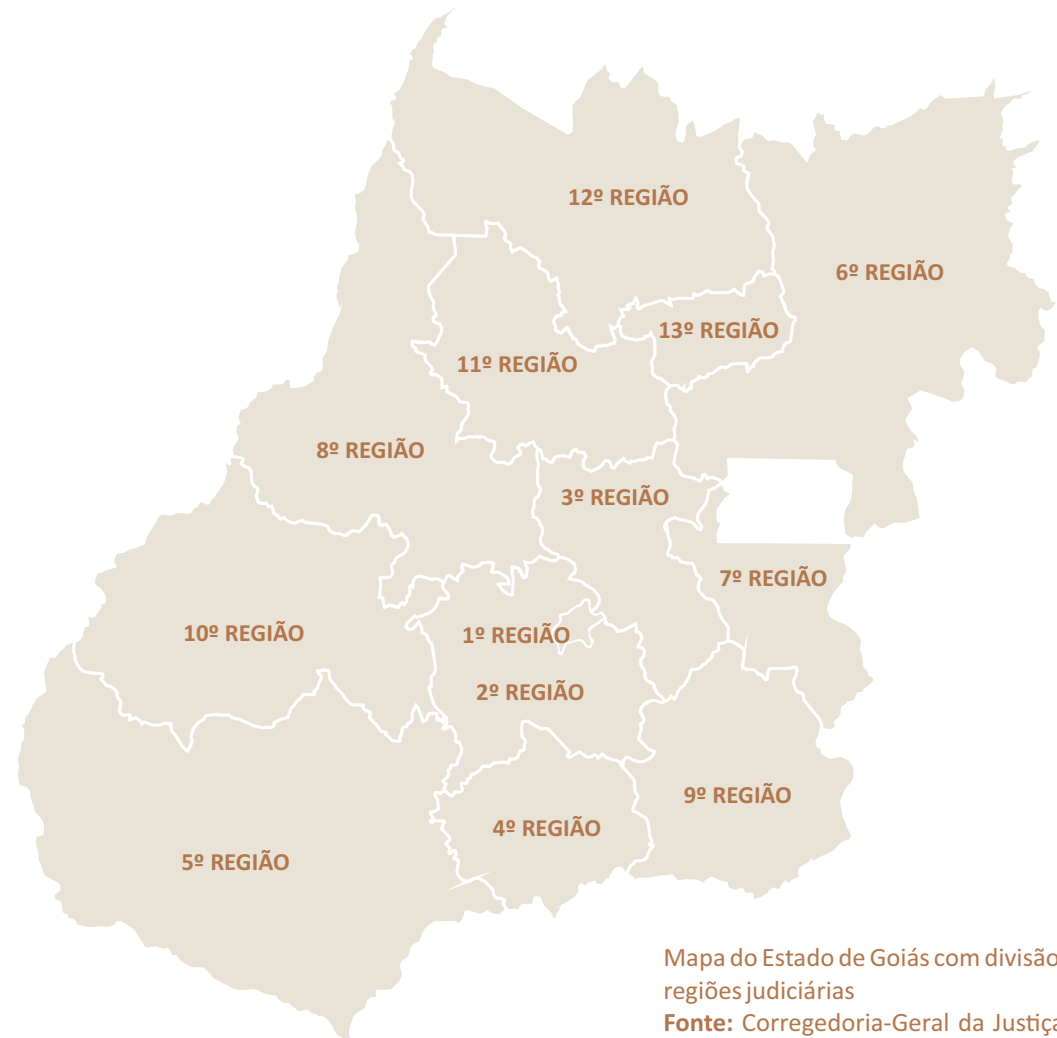 12º REGIÃO
6º REGIÃO
13º REGIÃO
11º REGIÃO
8º REGIÃO
3º REGIÃO
7º REGIÃO
10º REGIÃO
1º REGIÃO
2º REGIÃO
9º REGIÃO
4º REGIÃO
5º REGIÃO
Mapa do Estado de Goiás com divisão
regiões judiciárias
Fonte: Corregedoria-Geral da Justiça